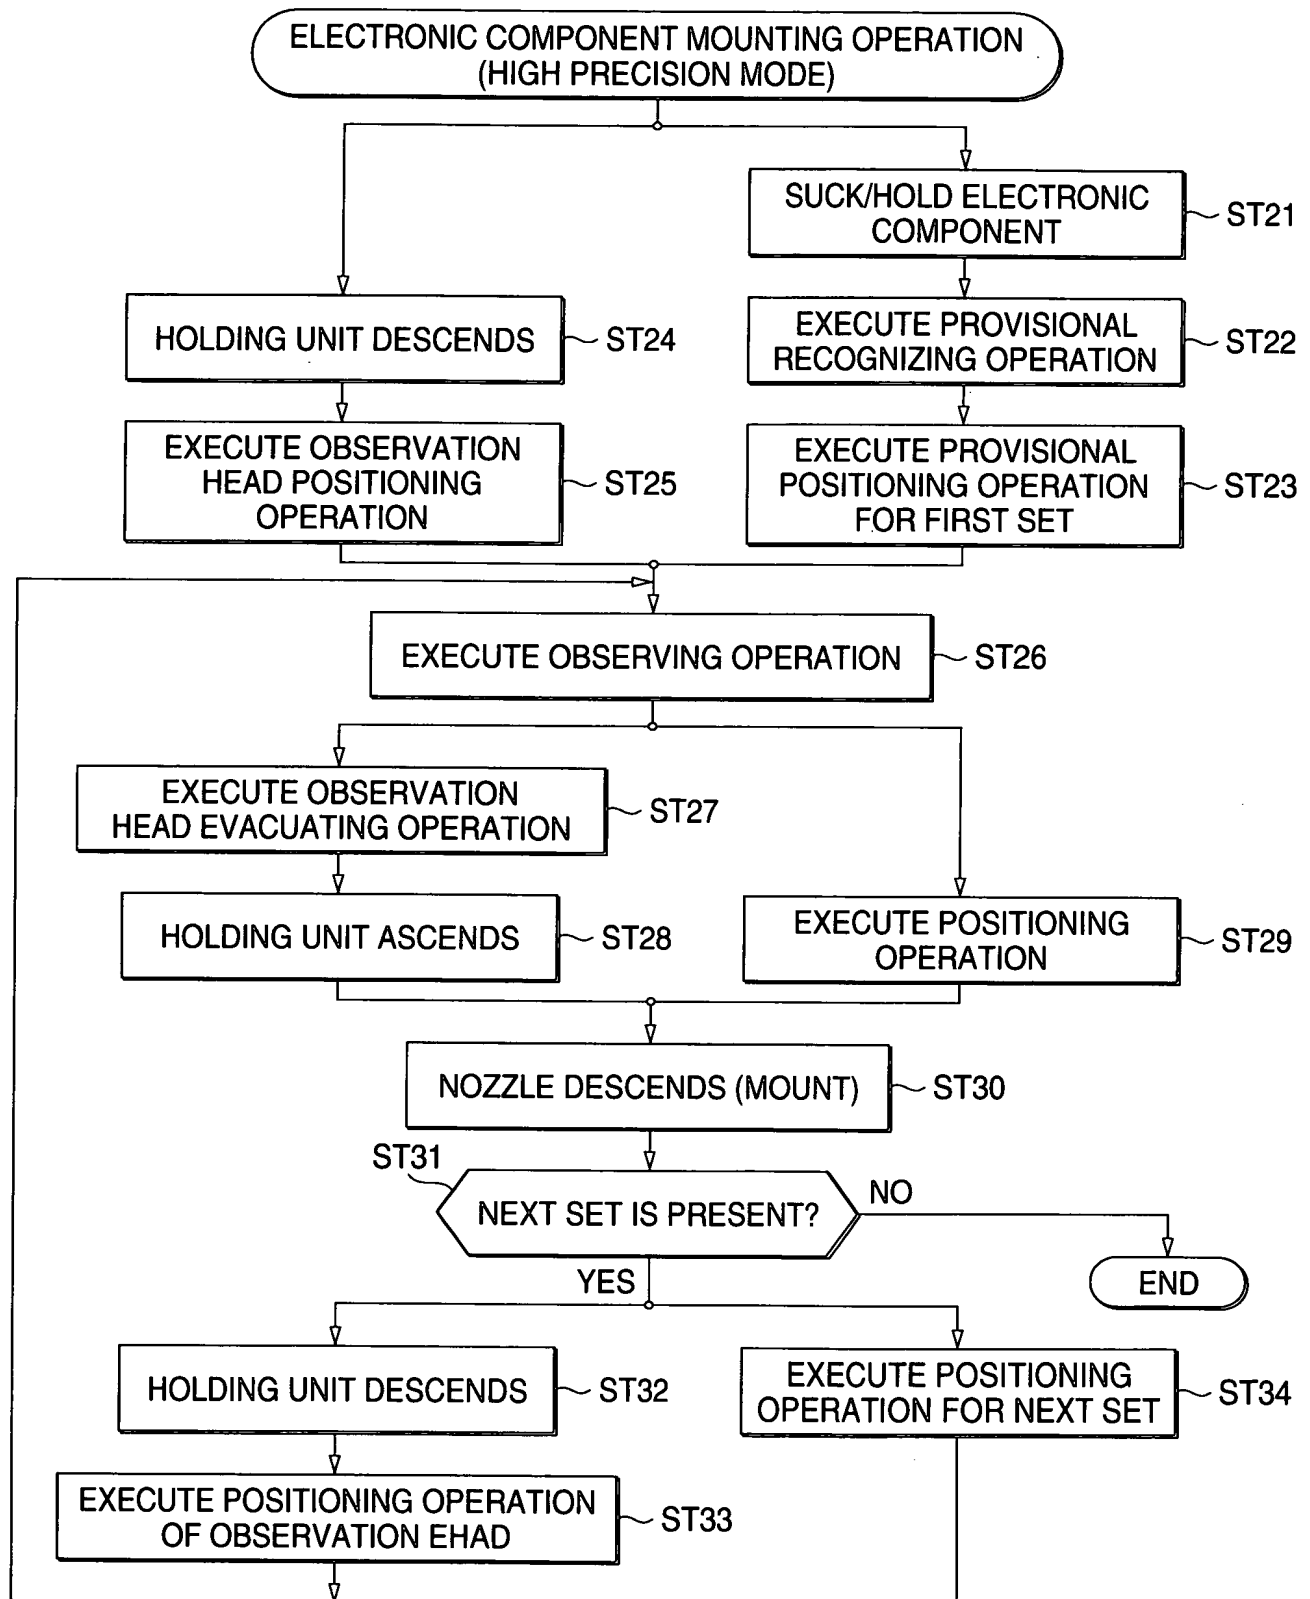 ELECTRONIC COMPONENT MOUNTING OPERATION
(HIGH PRECISION MODE)
SUCK/HOLD ELECTRONIC
COMPONENT
ST21
HOLDING UNIT DESCENDS
ST24
EXECUTE PROVISIONAL
RECOGNIZING OPERATION
ST22
EXECUTE OBSERVATION
HEAD POSITIONING
OPERATION
ST25
EXECUTE PROVISIONAL
POSITIONING OPERATION
FOR FIRST SET
ST23
EXECUTE OBSERVING OPERATION
ST26
EXECUTE OBSERVATION
HEAD EVACUATING OPERATION
ST27
HOLDING UNIT ASCENDS
ST28
EXECUTE POSITIONING
OPERATION
ST29
NOZZLE DESCENDS (MOUNT)
ST30
ST31
NEXT SET IS PRESENT?
NO
END
YES
HOLDING UNIT DESCENDS
ST32
EXECUTE POSITIONING
OPERATION FOR NEXT SET
ST34
EXECUTE POSITIONING OPERATION
OF OBSERVATION EHAD
ST33